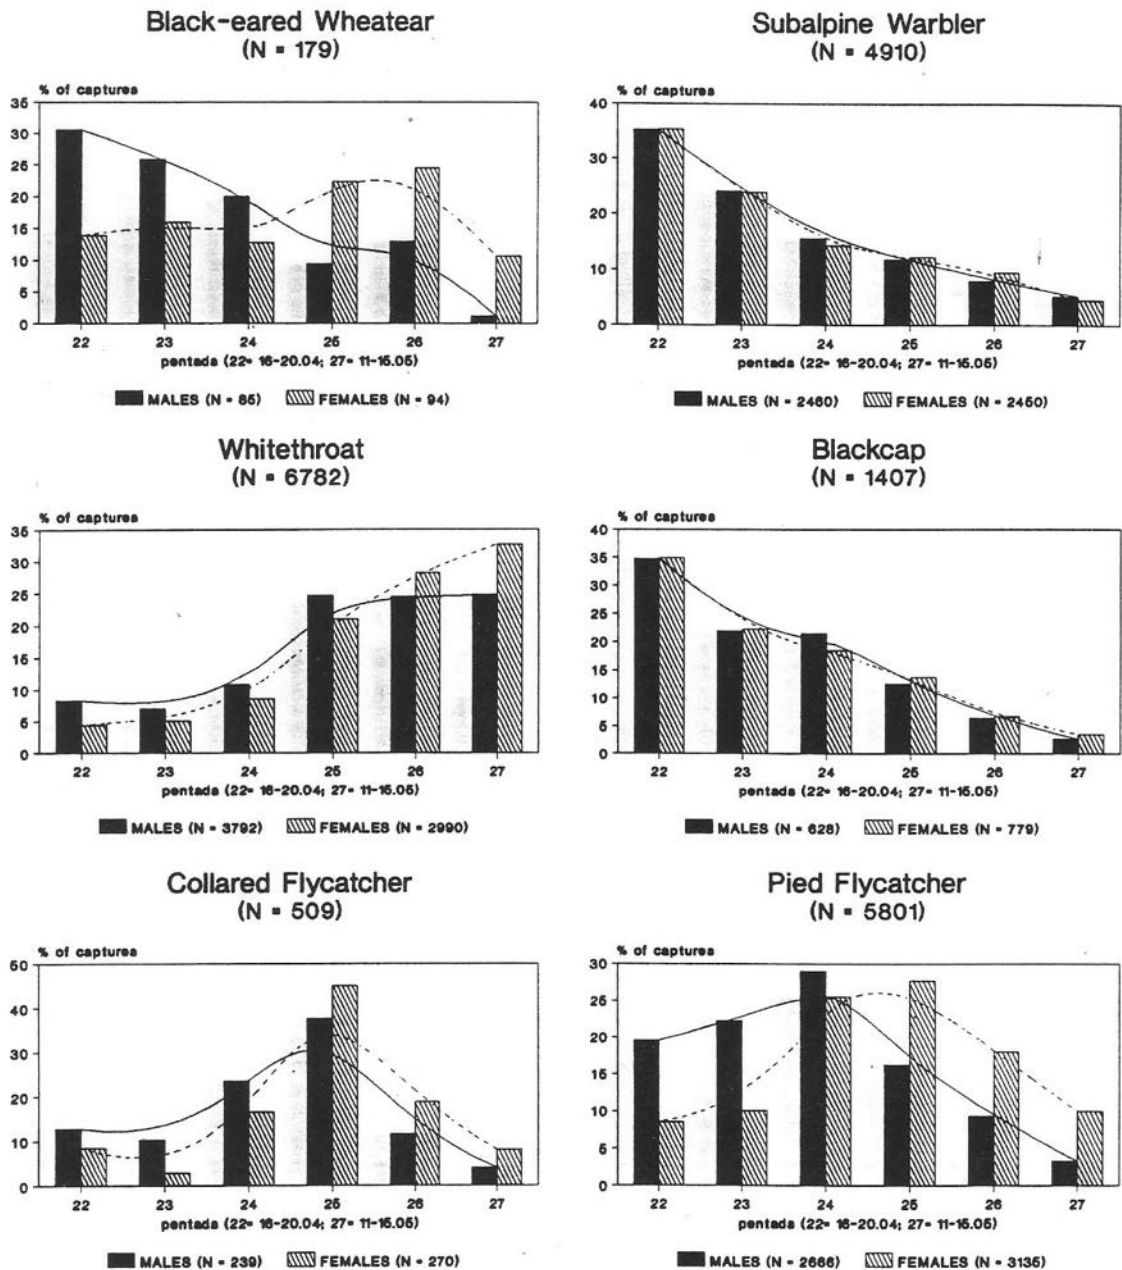 Black-eared Wheatear
(N = 179)
% of captures
35
30
25
20
15
10
5
0
22 23 24 25 26 27
pentada (22= 16-20.04; 27= 11-15.05)
MALES (N = 85) FEMALES (N = 94)
Subalpine Warbler
(N = 4910)
% of captures
40
30
20
10
0
22 23 24 25 26 27
pentada (22= 16-20.04; 27= 11-15.05)
MALES (N = 2460) FEMALES (N = 2450)
Whitethroat
(N = 6782)
% of captures
35
30
25
20
15
10
5
0
22 23 24 25 26 27
pentada (22= 16-20.04; 27= 11-15.05)
MALES (N = 3792) FEMALES (N = 2990)
Blackcap
(N = 1407)
% of captures
40
35
30
25
20
15
10
5
0
22 23 24 25 26 27
pentada (22= 16-20.04; 27= 11-15.05)
MALES (N = 628) FEMALES (N = 779)
Collared Flycatcher
(N = 509)
% of captures
50
40
30
20
10
0
22 23 24 25 26 27
pentada (22= 16-20.04; 27= 11-15.05)
MALES (N = 239) FEMALES (N = 270)
Pied Flycatcher
(N = 5801)
% of captures
30
25
20
15
10
5
0
22 23 24 25 26 27
pentada (22= 16-20.04; 27= 11-15.05)
MALES (N = 2666) FEMALES (N = 3135)